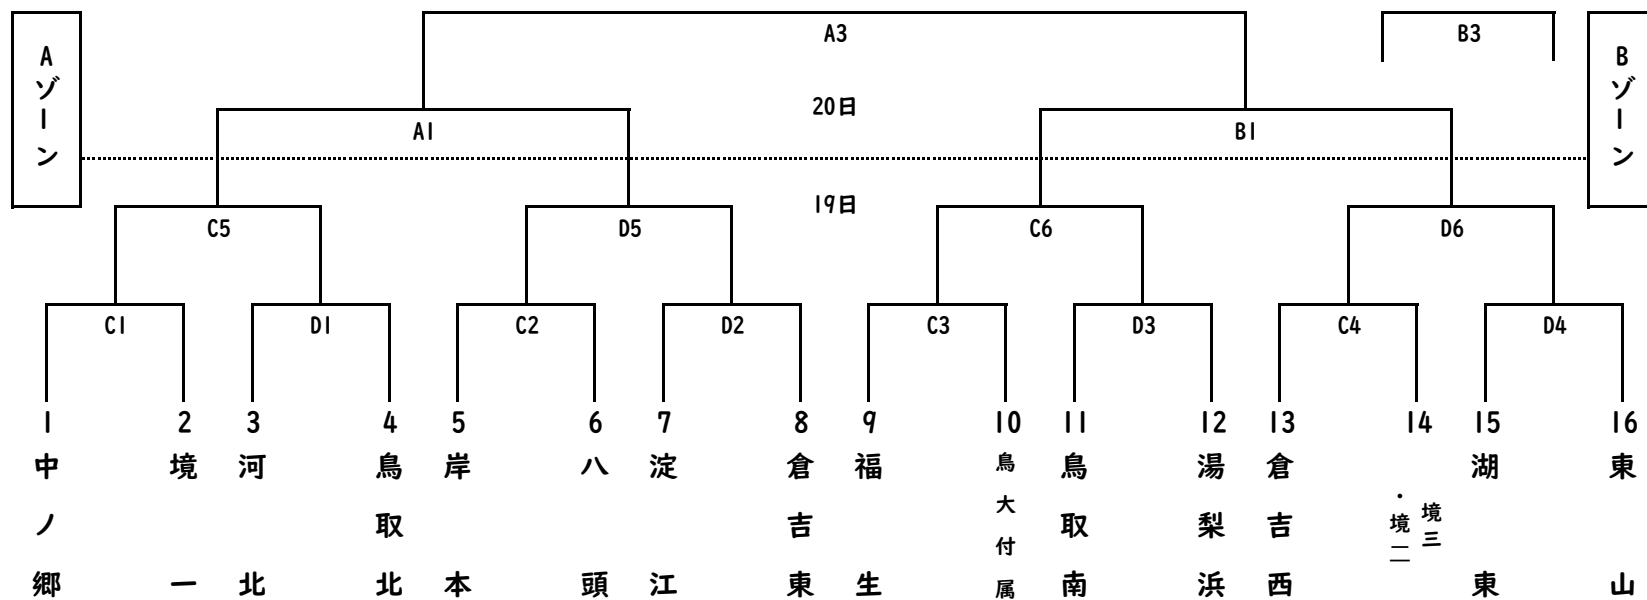 Aゾーン
A3
B3
Bゾーン
20日
A1
B1
19日
C5
D5
C6
D6
C1
D1
C2
D2
C3
D3
C4
D4
1
2
3
4
5
6
7
8
9
10
11
12
13
14
15
16
中ノ郷
境一
河北
鳥取北
岸本
八頭
淀江
倉吉東
福生
鳥大付属
鳥取南
湯梨浜
倉吉西
境三
・境二
湖東
東山